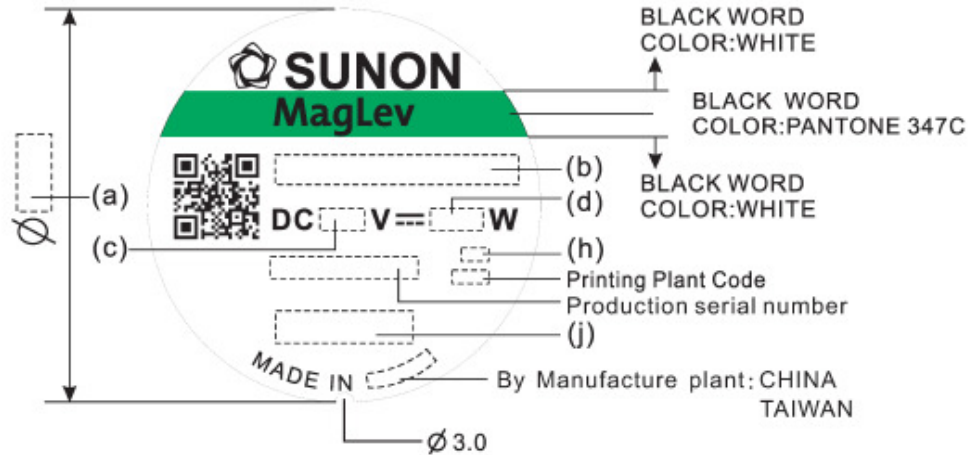 BLACK WORD
COLOR:WHITE
SUNON
MagLev
BLACK WORD
COLOR:PANTONE 347C
(a)
(b)
BLACK WORD
COLOR:WHITE
(d)
DC V W
Ø
(c)
(h)
Printing Plant Code
Production serial number
(j)
MADE IN
By Manufacture plant: CHINA
TAIWAN
Ø 3.0